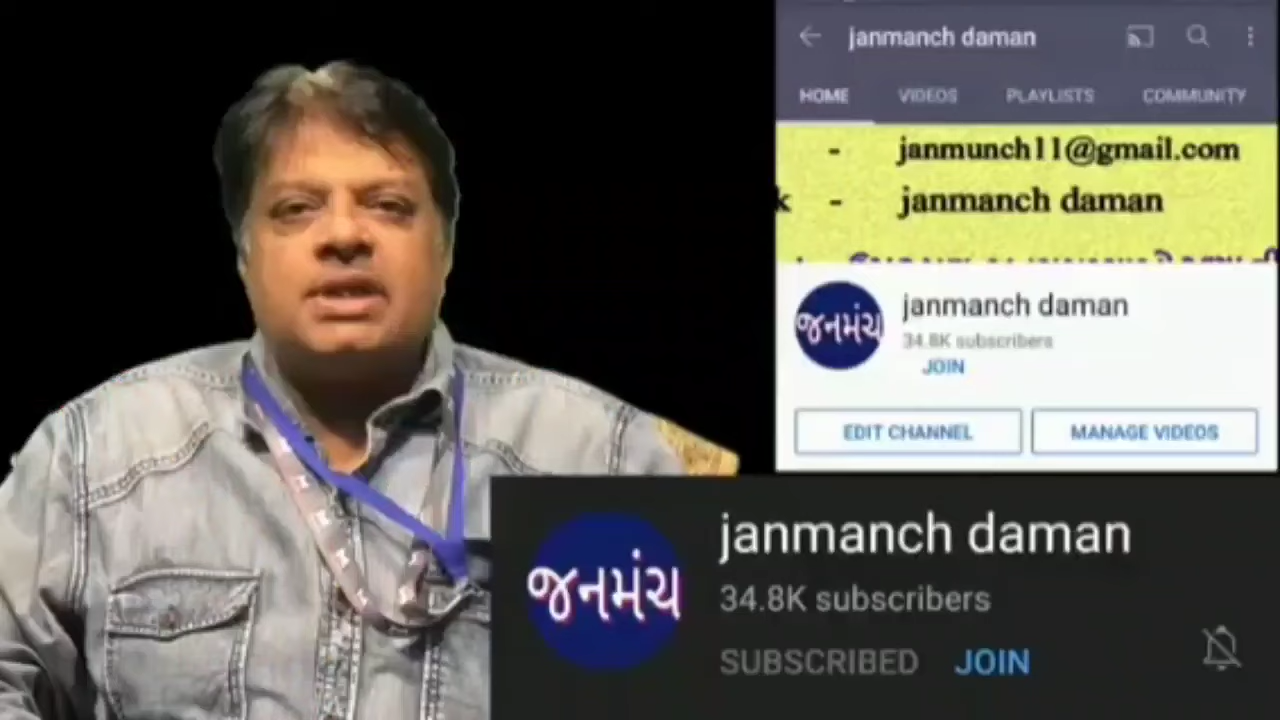 janmanch daman
HOME VIDEOS PLAYLISTS COMMUNITY
- janmunch11@gmail.com
k - janmanch daman
જનમંચ
janmanch daman
34.8K subscribers
JOIN
EDIT CHANNEL MANAGE VIDEOS
જનમંચ
janmanch daman
34.8K subscribers
SUBSCRIBED JOIN